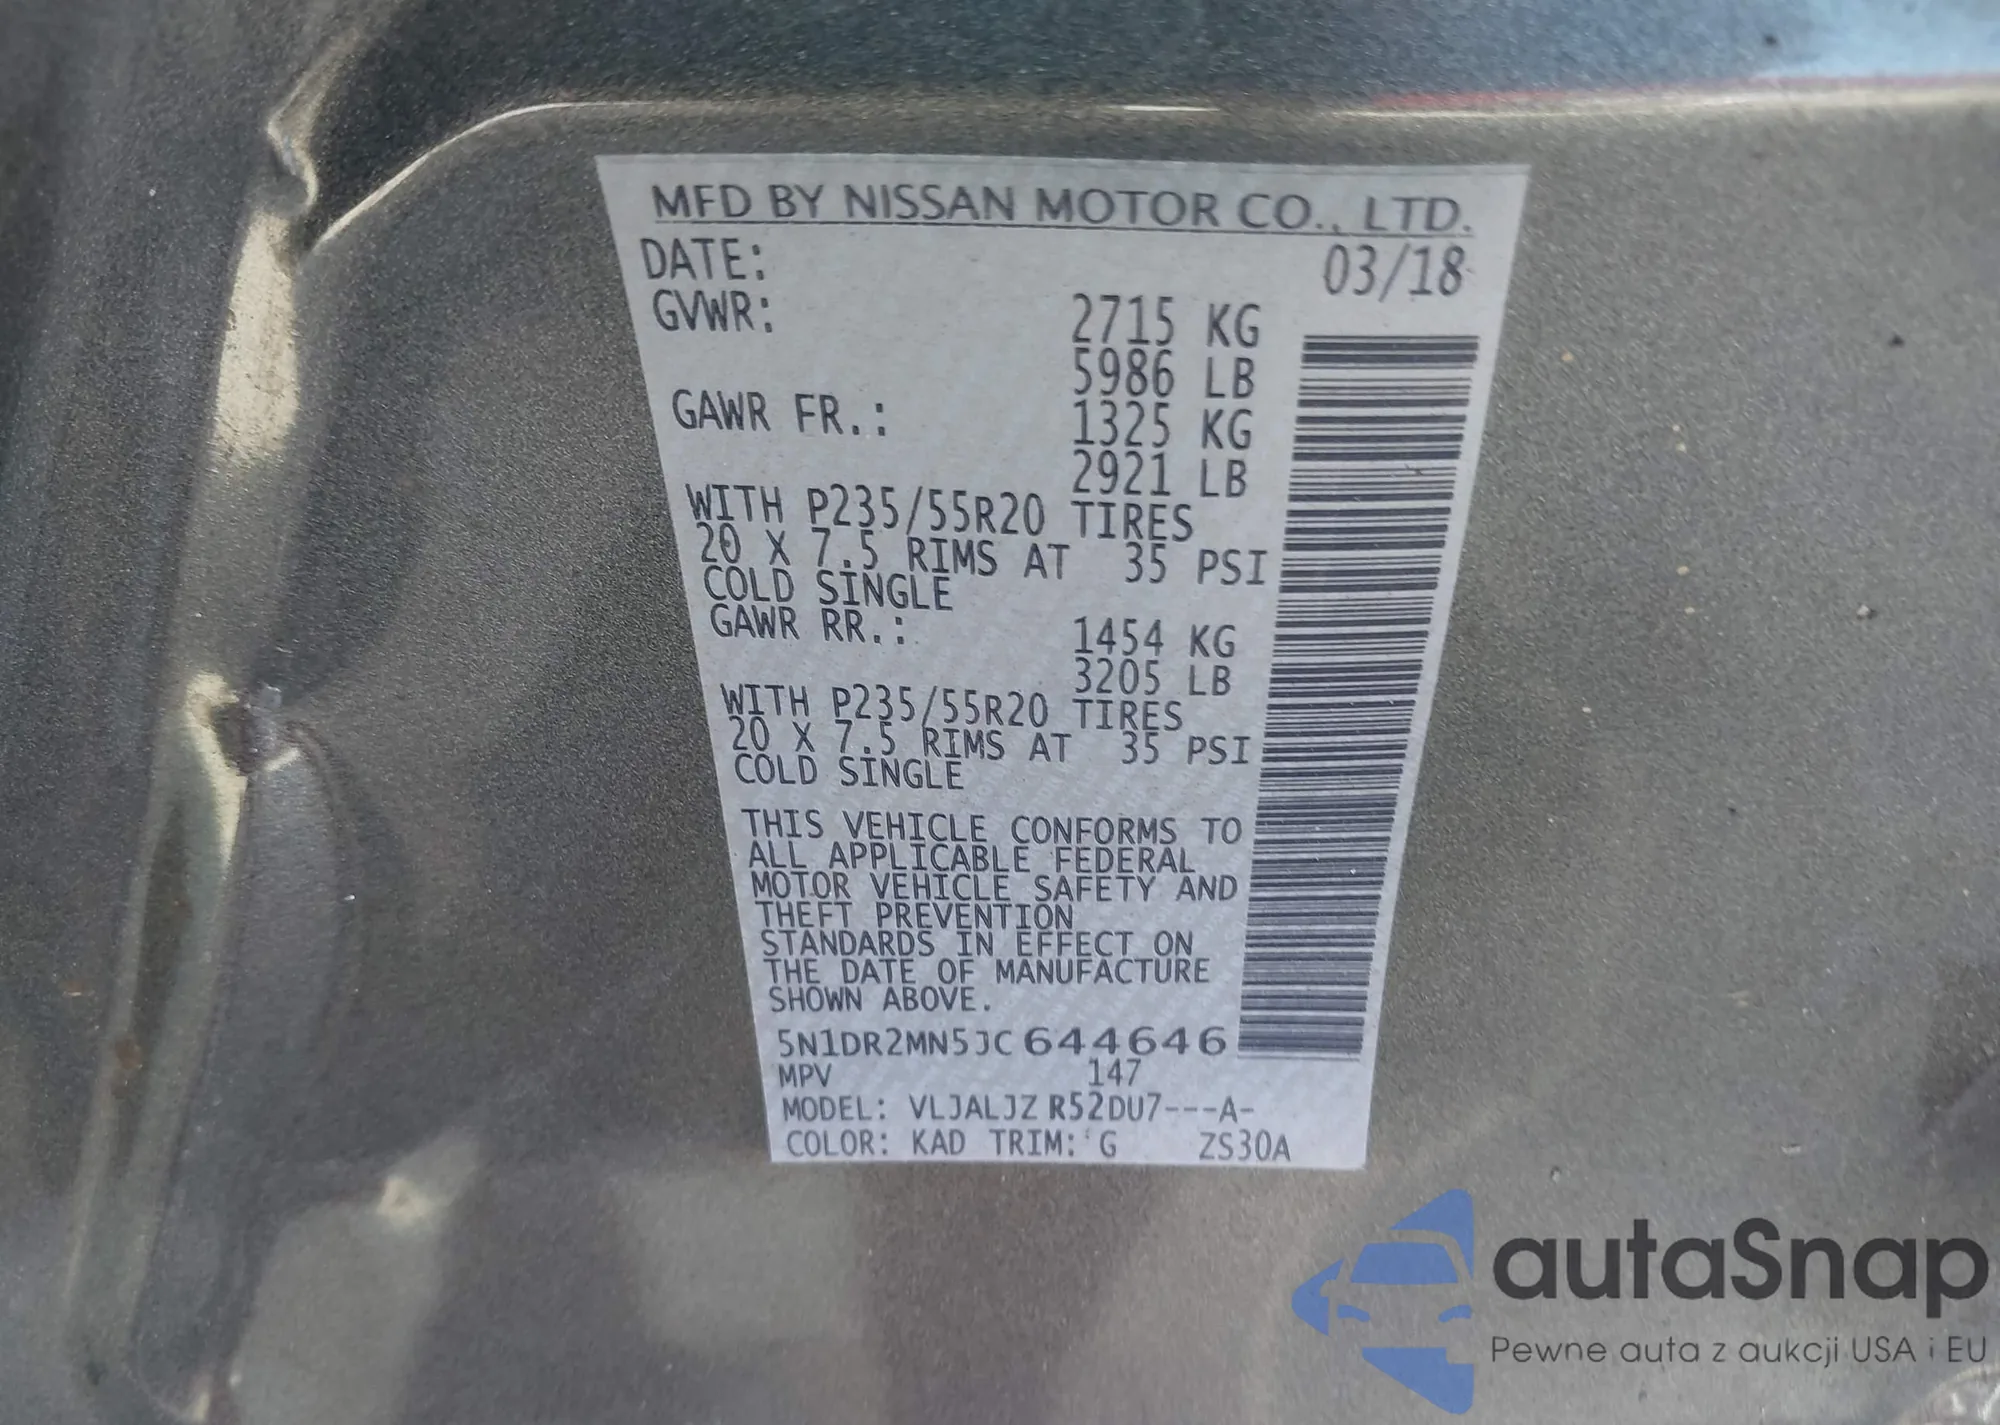 MFD BY NISSAN MOTOR CO., LTD.
DATE: 03/18
GVWR: 2715 KG
5986 LB
GAWR FR.: 1325 KG
2921 LB
WITH P235/55R20 TIRES
20 X 7.5 RIMS AT 35 PSI
COLD SINGLE
GAWR RR.: 1454 KG
3205 LB
WITH P235/55R20 TIRES
20 X 7.5 RIMS AT 35 PSI
COLD SINGLE
THIS VEHICLE CONFORMS TO
ALL APPLICABLE FEDERAL
MOTOR VEHICLE SAFETY AND
THEFT PREVENTION
STANDARDS IN EFFECT ON
THE DATE OF MANUFACTURE
SHOWN ABOVE.
5N1DR2MN5JC644646
MPV 147
MODEL: VLJALJZ R52DU7---A-
COLOR: KAD TRIM: G ZS30A
autaSnap
Pewne auta z aukcji USA i EU